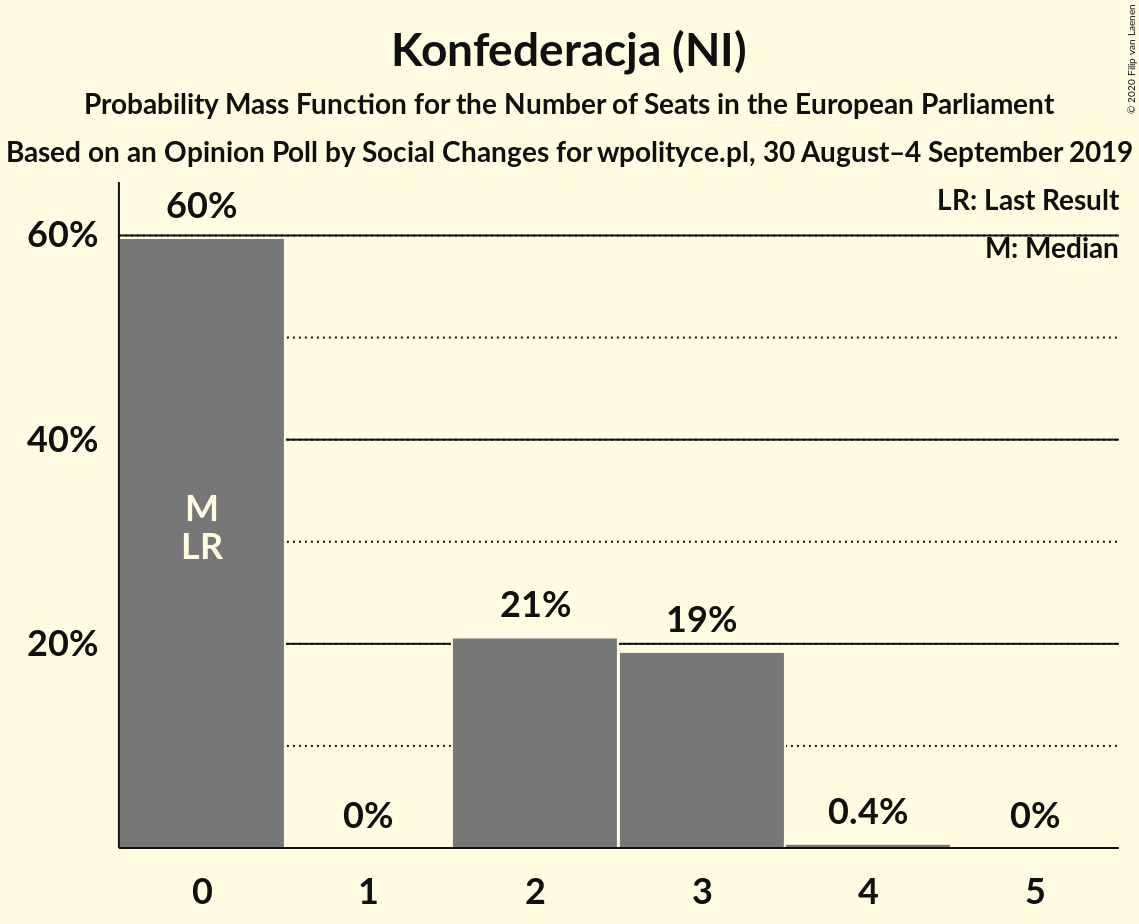 Konfederacja (NI)
Probability Mass Function for the Number of Seats in the European Parliament
Based on an Opinion Poll by Social Changes for wpolityce.pl, 30 August–4 September 2019
© 2020 Filip van Laenen
LR: Last Result
M: Median
60%
40%
20%
60%
M
LR
0%
21%
19%
0.4%
0%
0 1 2 3 4 5